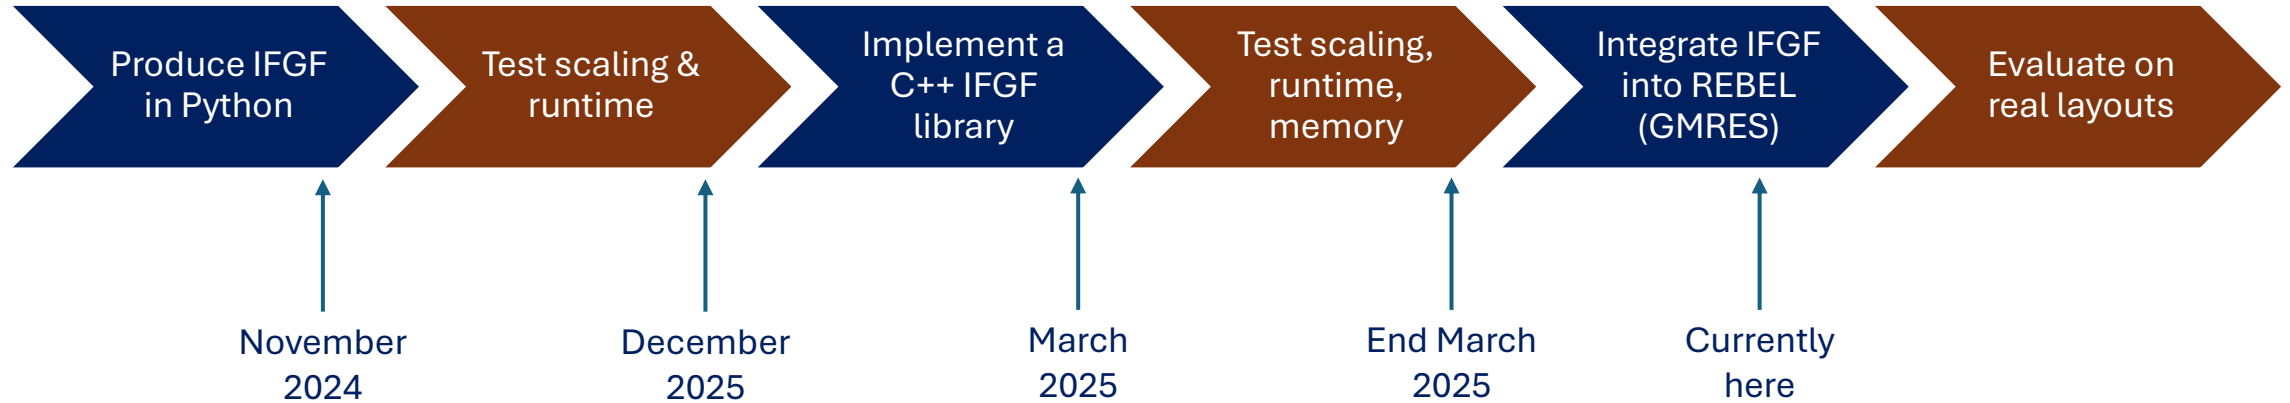 Produce IFGF
in Python
Test scaling &
runtime
Implement a
C++ IFGF
library
Test scaling,
runtime,
memory
Integrate IFGF
into REBEL
(GMRES)
Evaluate on
real layouts
November
2024
December
2025
March
2025
End March
2025
Currently
here